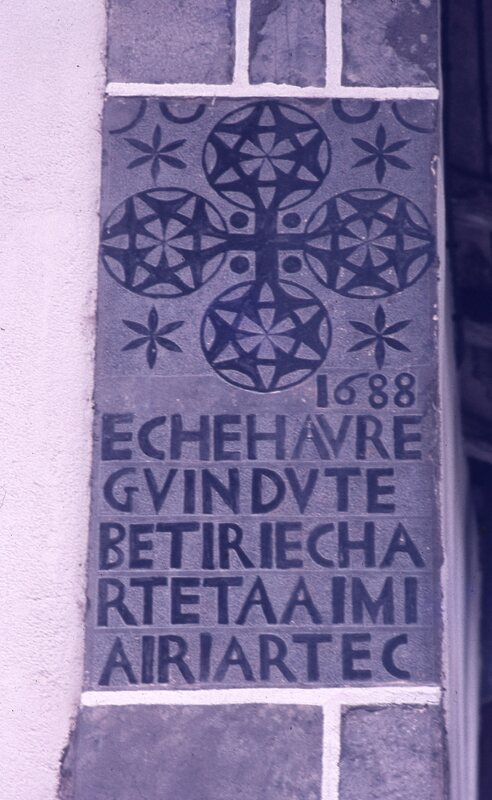 1688
ECHEHAVRE
GVINDVTE
BETIRIECHA
RTETAAIMI
AIRIARTEC